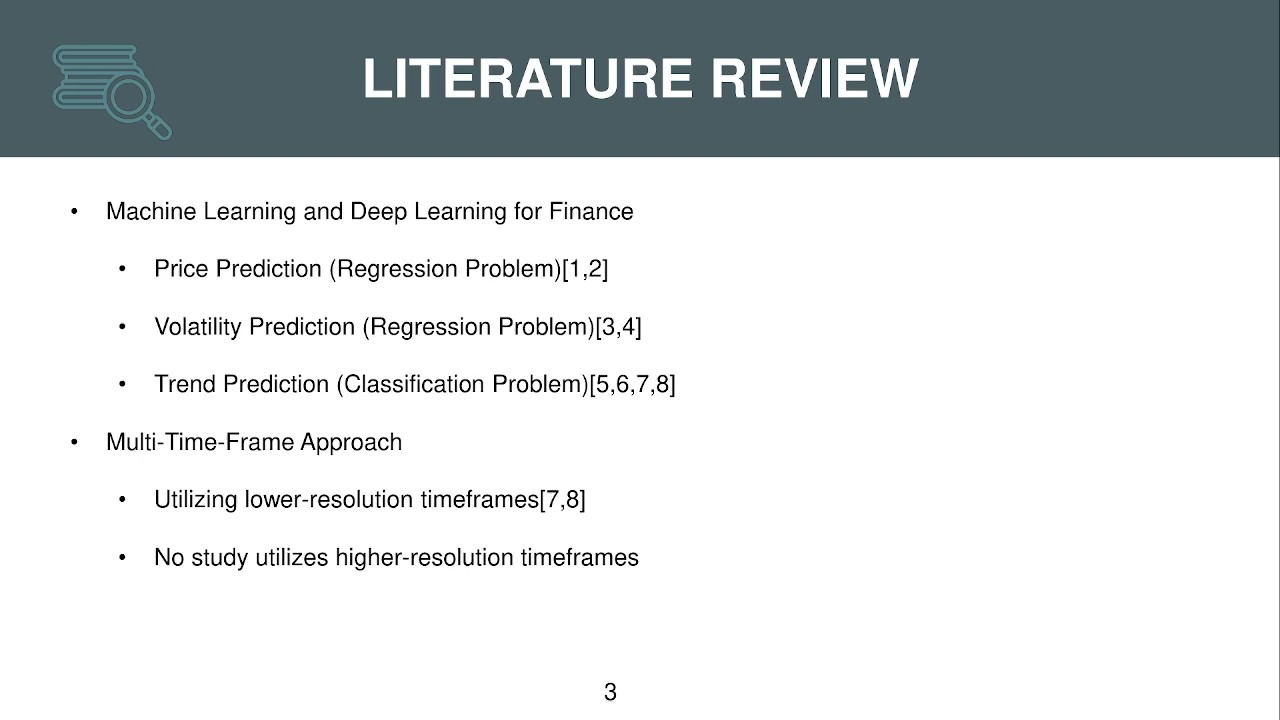 LITERATURE REVIEW
• Machine Learning and Deep Learning for Finance
• Price Prediction (Regression Problem)[1,2]
• Volatility Prediction (Regression Problem)[3,4]
• Trend Prediction (Classification Problem)[5,6,7,8]
• Multi-Time-Frame Approach
• Utilizing lower-resolution timeframes[7,8]
• No study utilizes higher-resolution timeframes
3